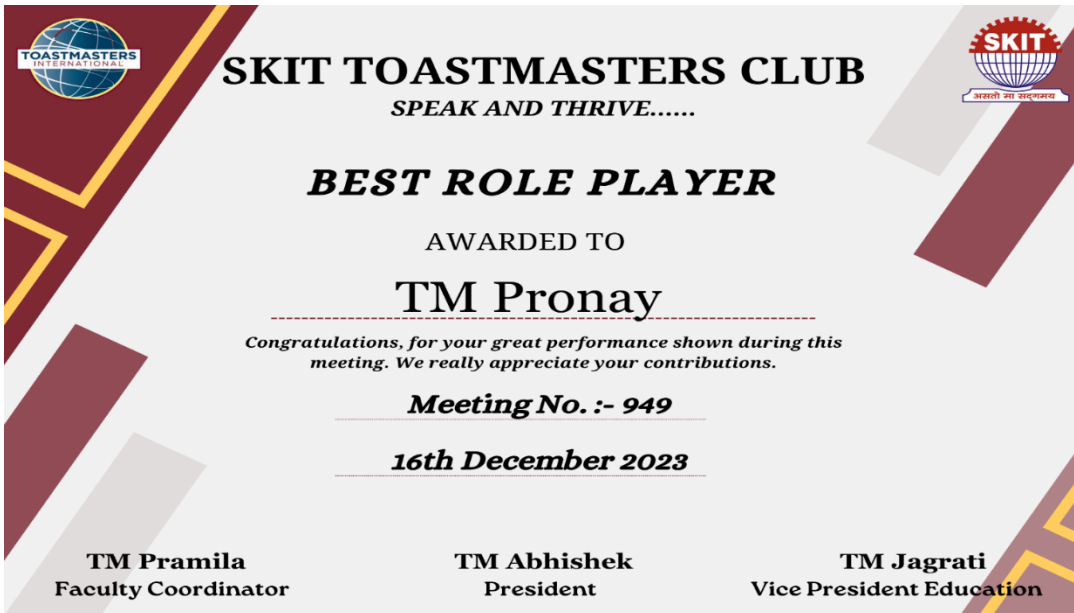 TOASTMASTERS
INTERNATIONAL
SKIT
असतो मा सद्गमय
SKIT TOASTMASTERS CLUB
SPEAK AND THRIVE......
BEST ROLE PLAYER
AWARDED TO
TM Pronay
Congratulations, for your great performance shown during this
meeting. We really appreciate your contributions.
Meeting No. :- 949
16th December 2023
TM Pramila
Faculty Coordinator
TM Abhishek
President
TM Jagrati
Vice President Education